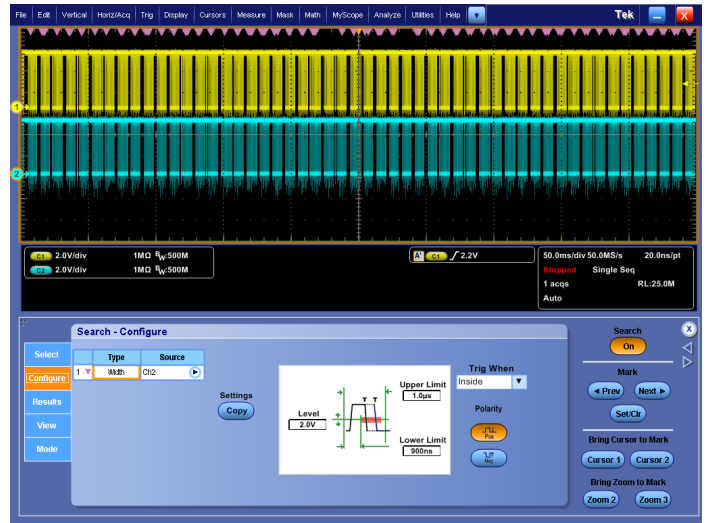 File Edit Vertical Horiz/Acq Trig Display Cursors Measure Mask Math MyScope Analyze Utilities Help Tek X
1
2
C1 2.0V/div 1MΩ BW:500M
C2 2.0V/div 1MΩ BW:500M
A' C1 2.2V
50.0ms/div 50.0MS/s 20.0ns/pt
Stopped Single Seq
1 acqs RL:25.0M
Auto
Search - Configure
Select
Configure
Results
View
Mode
Type Source
1 Width Ch2
Settings
Copy
Level
2.0V
T T
Upper Limit
1.0µs
Lower Limit
900ns
Trig When
Inside
Polarity
Pos
Neg
Search
On
X
Mark
Prev Next
Set/Clr
Bring Cursor to Mark
Cursor 1 Cursor 2
Bring Zoom to Mark
Zoom 2 Zoom 3